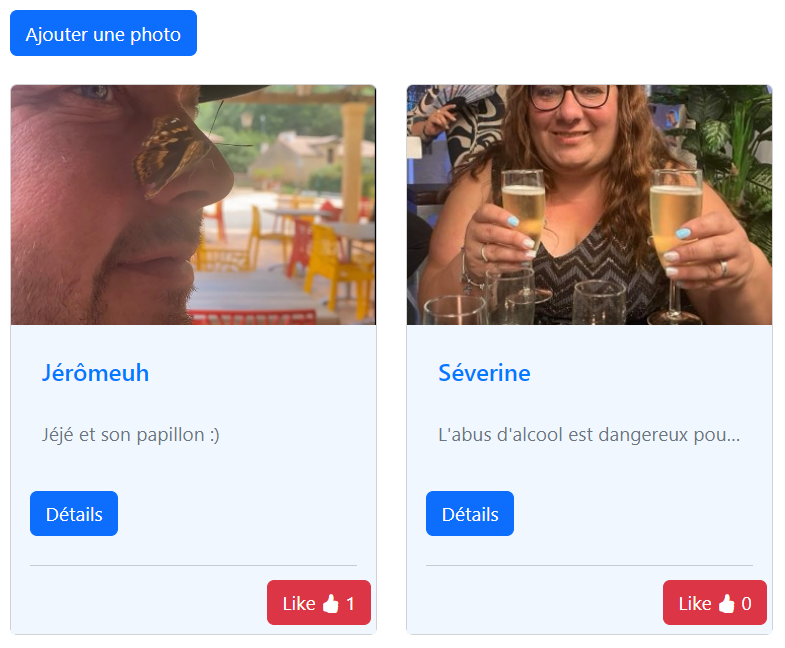 Ajouter une photo
Jérômeuh
Jéjé et son papillon :)
Détails
Like 1
Séverine
L'abus d'alcool est dangereux pou...
Détails
Like 0